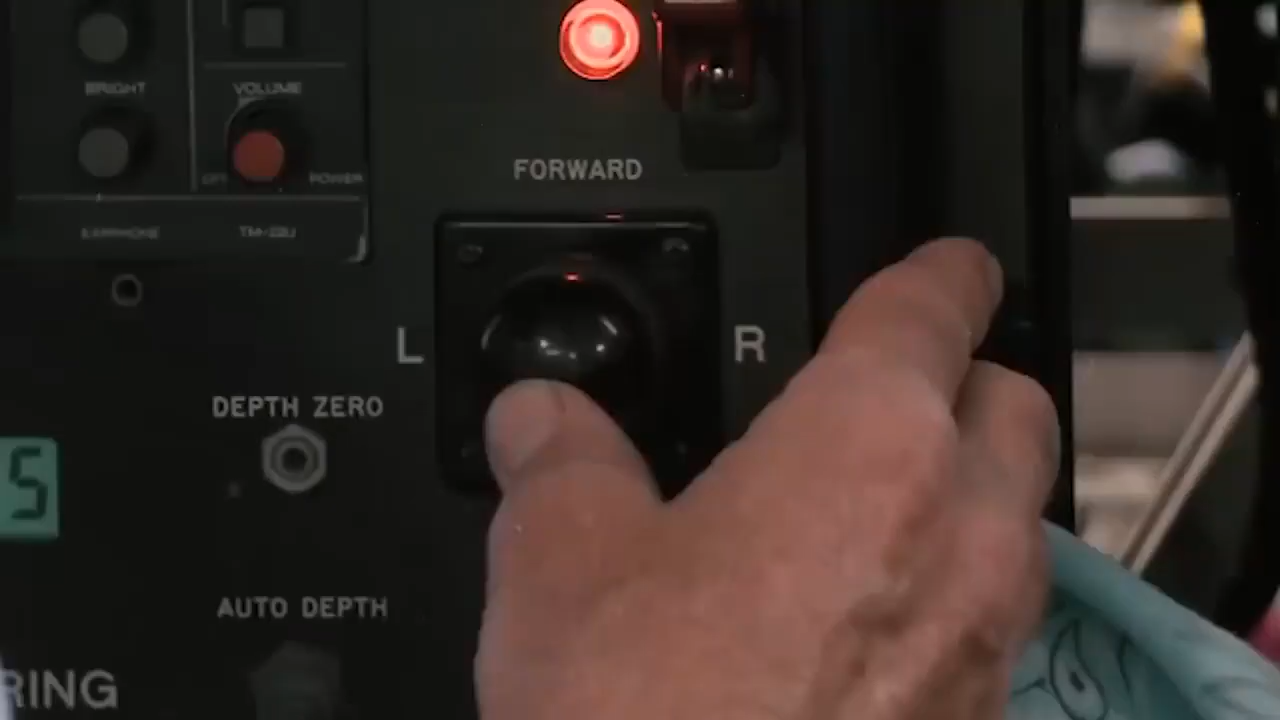 BRIGHT VOLUME
OFF POWER
EARPHONE TM-22U
FORWARD
L R
DEPTH ZERO
5
AUTO DEPTH
RING